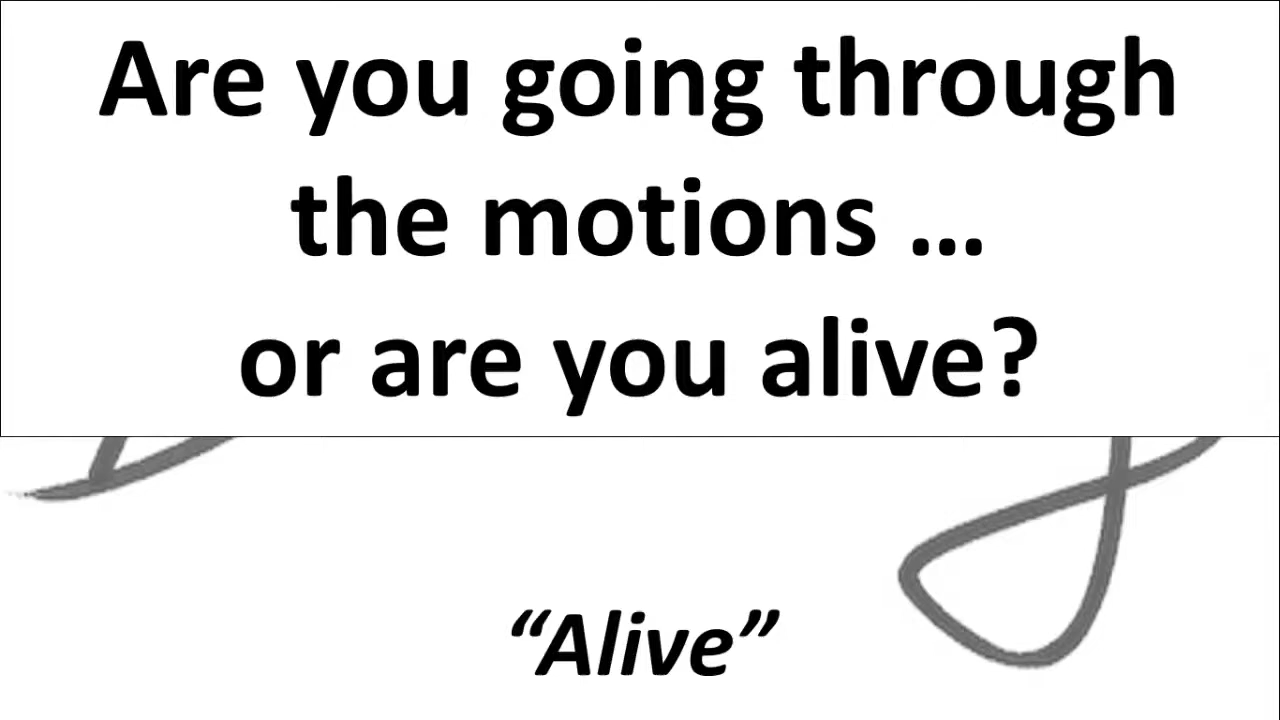 Are you going through
the motions ...
or are you alive?
“Alive”